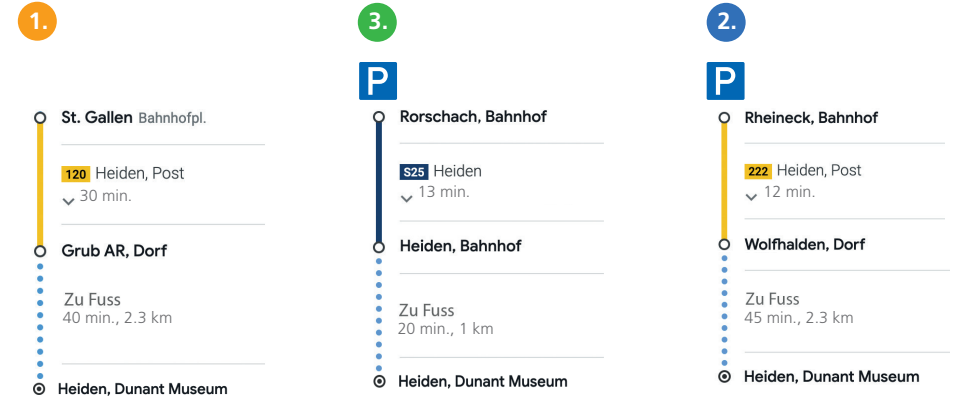 1.
St. Gallen Bahnhofpl.
120 Heiden, Post
30 min.
Grub AR, Dorf
Zu Fuss
40 min., 2.3 km
Heiden, Dunant Museum
3.
P
Rorschach, Bahnhof
S25 Heiden
13 min.
Heiden, Bahnhof
Zu Fuss
20 min., 1 km
Heiden, Dunant Museum
2.
P
Rheineck, Bahnhof
222 Heiden, Post
12 min.
Wolfhalden, Dorf
Zu Fuss
45 min., 2.3 km
Heiden, Dunant Museum